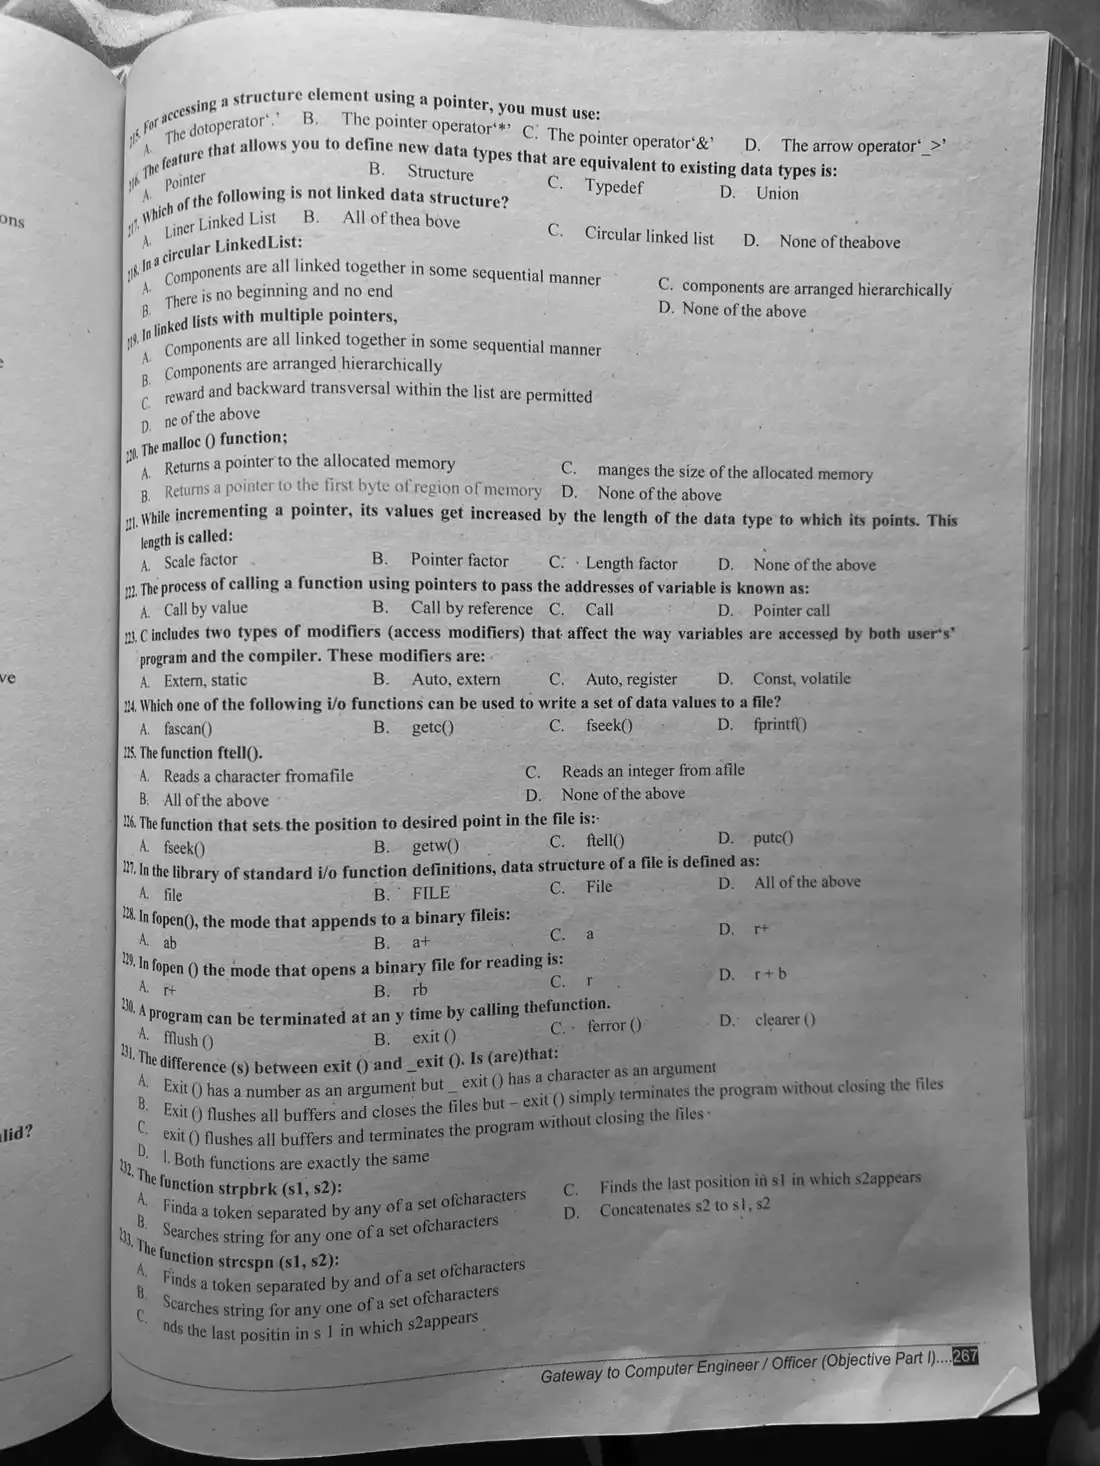 ons
ve
lid?
215. For accessing a structure element using a pointer, you must use:
A. The dotoperator'.' B. The pointer operator'*' C. The pointer operator'&' D. The arrow operator'_>'
216. The feature that allows you to define new data types that are equivalent to existing data types is:
A. Pointer B. Structure C. Typedef D. Union
217. Which of the following is not linked data structure?
A. Liner Linked List B. All of thea bove C. Circular linked list D. None of theabove
218. In a circular LinkedList:
A. Components are all linked together in some sequential manner C. components are arranged hierarchically
B. There is no beginning and no end D. None of the above
219. In linked lists with multiple pointers,
A. Components are all linked together in some sequential manner
B. Components are arranged hierarchically
C. reward and backward transversal within the list are permitted
D. ne of the above
220. The malloc () function;
A. Returns a pointer to the allocated memory C. manges the size of the allocated memory
B. Returns a pointer to the first byte of region of memory D. None of the above
221. While incrementing a pointer, its values get increased by the length of the data type to which its points. This
length is called:
A. Scale factor B. Pointer factor C. Length factor D. None of the above
222. The process of calling a function using pointers to pass the addresses of variable is known as:
A. Call by value B. Call by reference C. Call D. Pointer call
223. C includes two types of modifiers (access modifiers) that affect the way variables are accessed by both user's'
program and the compiler. These modifiers are:
A. Extern, static B. Auto, extern C. Auto, register D. Const, volatile
224. Which one of the following i/o functions can be used to write a set of data values to a file?
A. fascan() B. getc() C. fseek() D. fprintf()
225. The function ftell().
A. Reads a character fromafile C. Reads an integer from afile
B. All of the above D. None of the above
226. The function that sets the position to desired point in the file is:
A. fseek() B. getw() C. ftell() D. putc()
227. In the library of standard i/o function definitions, data structure of a file is defined as:
A. file B. FILE C. File D. All of the above
228. In fopen(), the mode that appends to a binary fileis:
A. ab B. a+ C. a D. r+
229. In fopen () the mode that opens a binary file for reading is:
A. r+ B. rb C. r D. r + b
230. A program can be terminated at an y time by calling thefunction.
A. fflush () B. exit () C. ferror () D. clearer ()
231. The difference (s) between exit () and _exit (). Is (are)that:
A. Exit () has a number as an argument but _ exit () has a character as an argument
B. Exit () flushes all buffers and closes the files but – exit () simply terminates the program without closing the files
C. exit () flushes all buffers and terminates the program without closing the files
D. l. Both functions are exactly the same
232. The function strpbrk (s1, s2):
A. Finda a token separated by any of a set ofcharacters C. Finds the last position in s1 in which s2appears
B. Searches string for any one of a set ofcharacters D. Concatenates s2 to s1, s2
233. The function strcspn (s1, s2):
A. Finds a token separated by and of a set ofcharacters
B. Searches string for any one of a set ofcharacters
C. nds the last positin in s 1 in which s2appears
Gateway to Computer Engineer / Officer (Objective Part I)....267